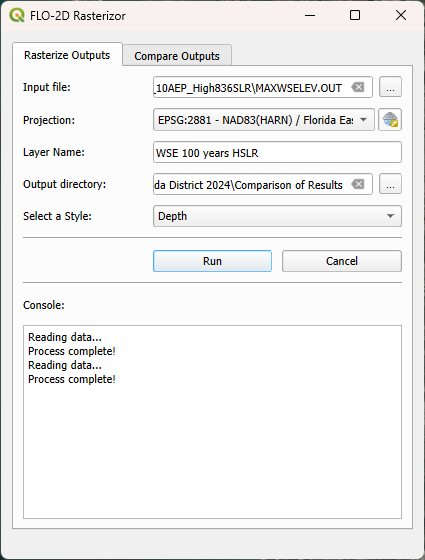 FLO-2D Rasterizor
Rasterize Outputs
Compare Outputs
Input file:
_10AEP_High836SLR\MAXWSELEV.OUT
...
Projection:
EPSG:2881 - NAD83(HARN) / Florida Eas
Layer Name:
WSE 100 years HSLR
Output directory:
da District 2024\Comparison of Results
...
Select a Style:
Depth
Run
Cancel
Console:
Reading data...
Process complete!
Reading data...
Process complete!